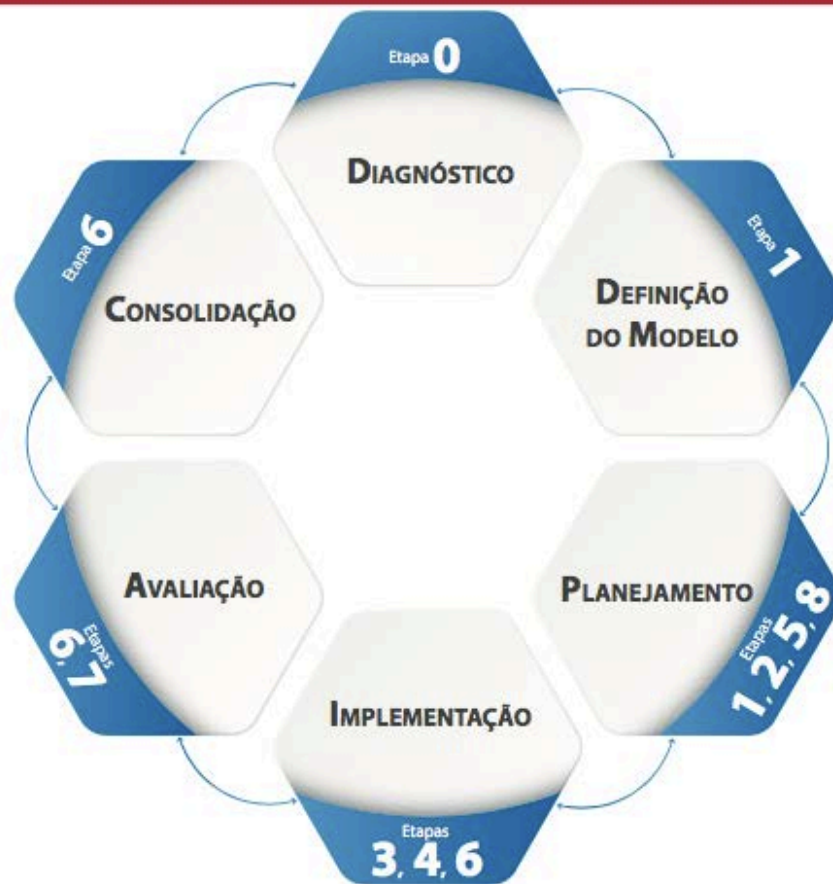 Etapa 0
DIAGNÓSTICO
Etapa 1
DEFINIÇÃO
DO MODELO
PLANEJAMENTO
Etapas
1, 2, 5, 8
IMPLEMENTAÇÃO
Etapas
3, 4, 6
AVALIAÇÃO
Etapas
6, 7
Etapa 6
CONSOLIDAÇÃO